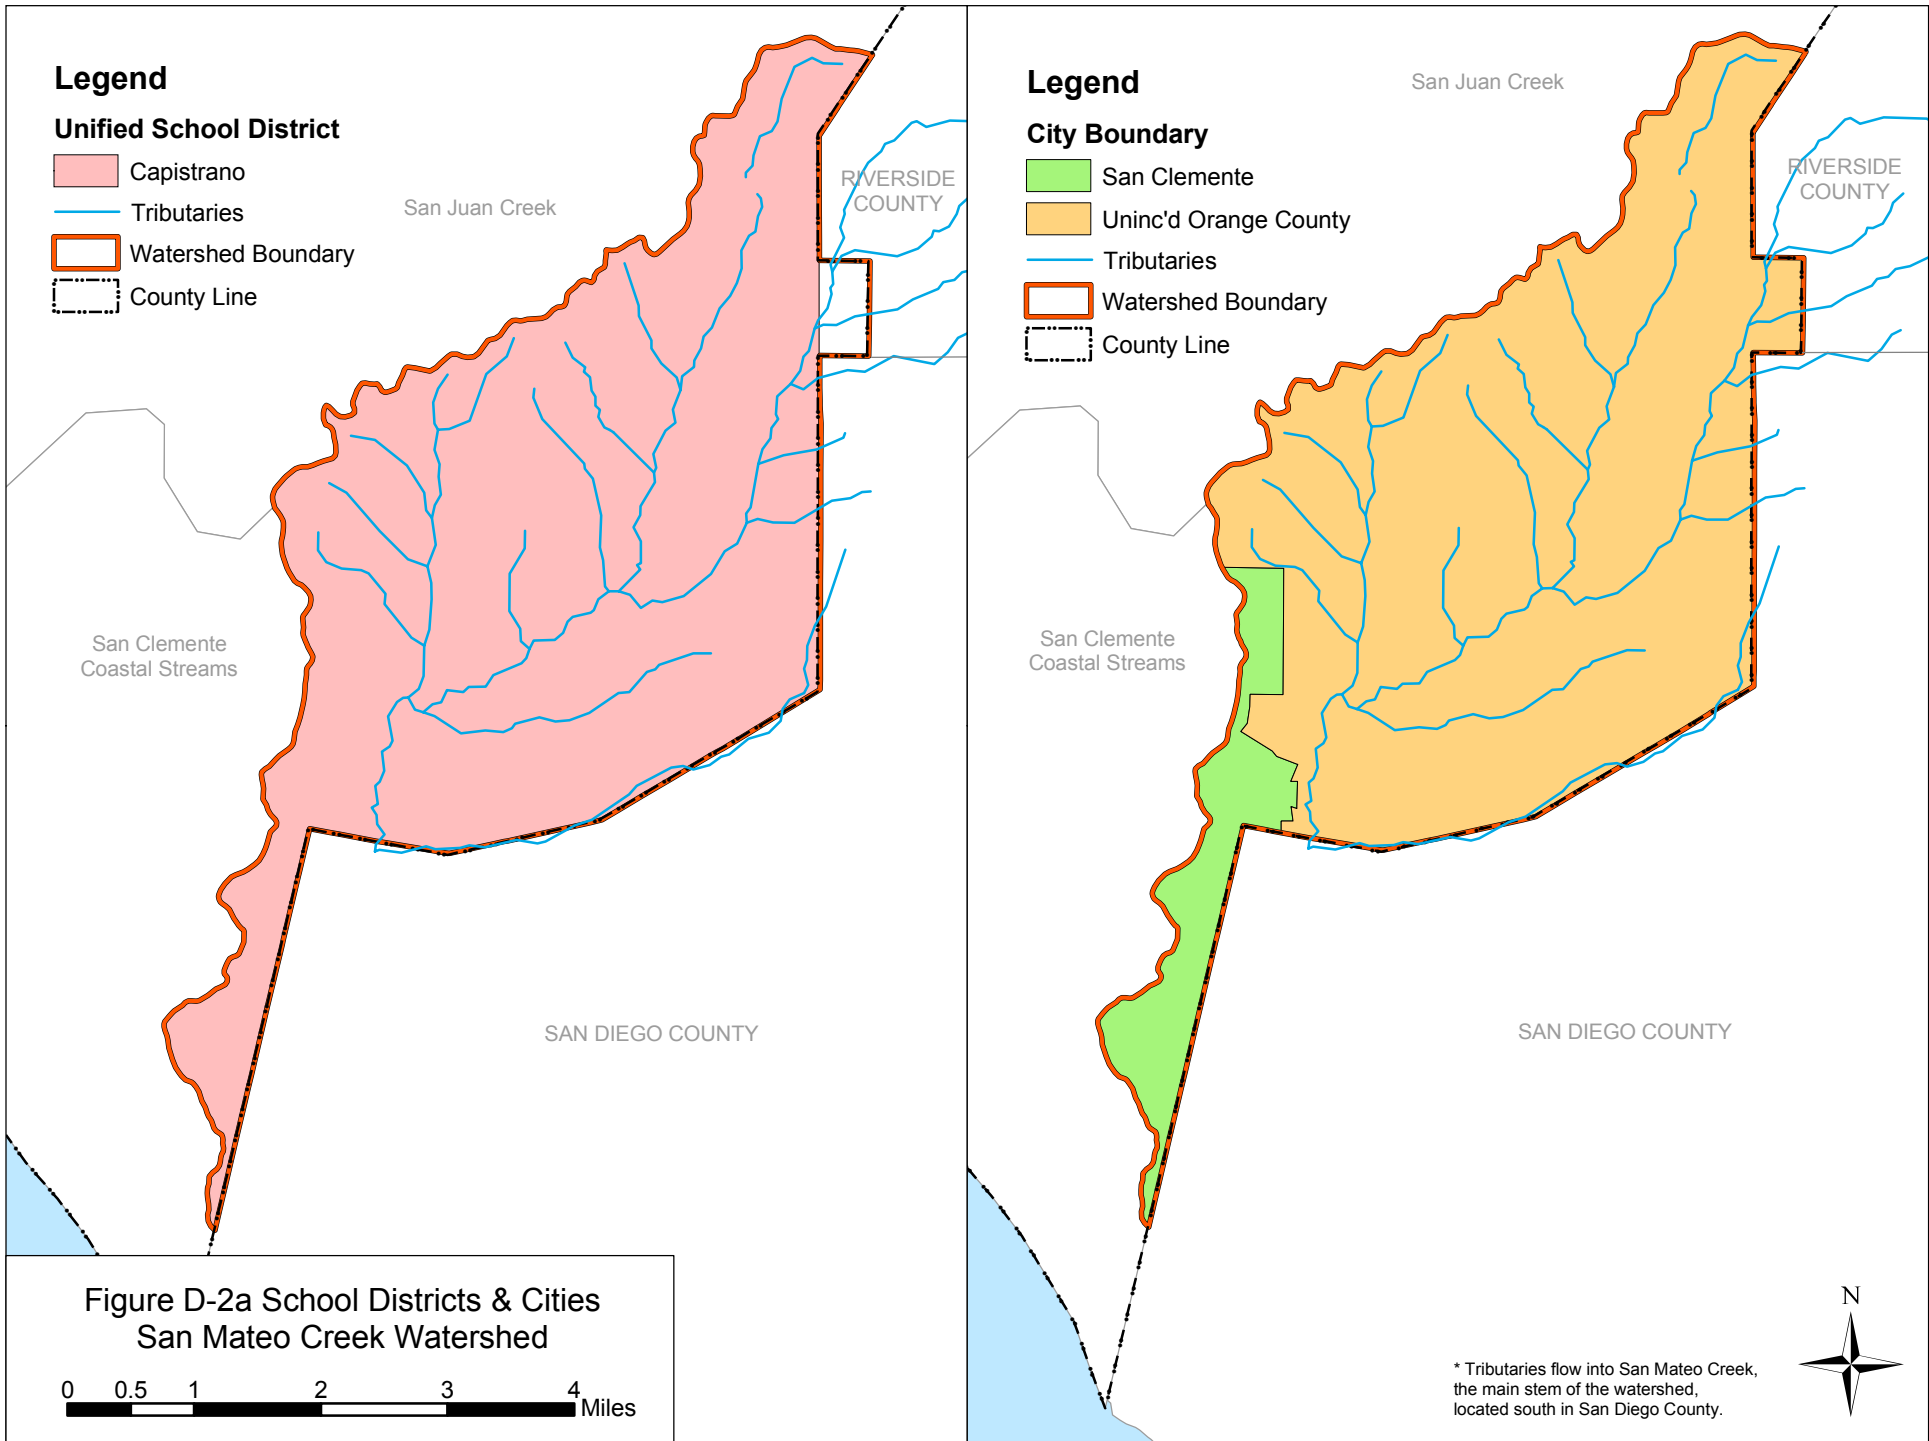 Legend
Unified School District
Capistrano
Tributaries
Watershed Boundary
County Line
San Juan Creek
RIVERSIDE
COUNTY
San Clemente
Coastal Streams
SAN DIEGO COUNTY
Figure D-2a School Districts & Cities
San Mateo Creek Watershed
0 0.5 1 2 3 4
Miles
Legend
City Boundary
San Clemente
Uninc'd Orange County
Tributaries
Watershed Boundary
County Line
San Juan Creek
RIVERSIDE
COUNTY
San Clemente
Coastal Streams
SAN DIEGO COUNTY
N
* Tributaries flow into San Mateo Creek,
the main stem of the watershed,
located south in San Diego County.